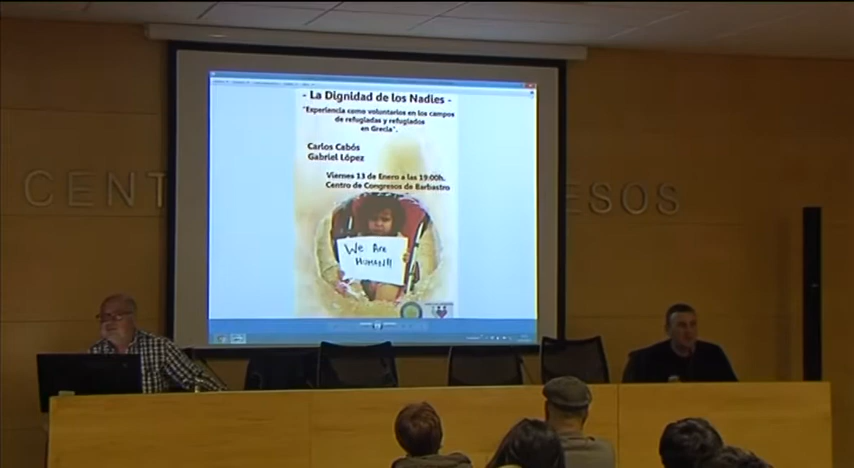 - La Dignidad de los Nadies -
"Experiencia como voluntarios en los campos
de refugiadas y refugiados
en Grecia".
Carlos Cabós
Gabriel López
Viernes 13 de Enero a las 19:00h.
Centro de Congresos de Barbastro
We Are
HUMAN!!
CENT
ESOS